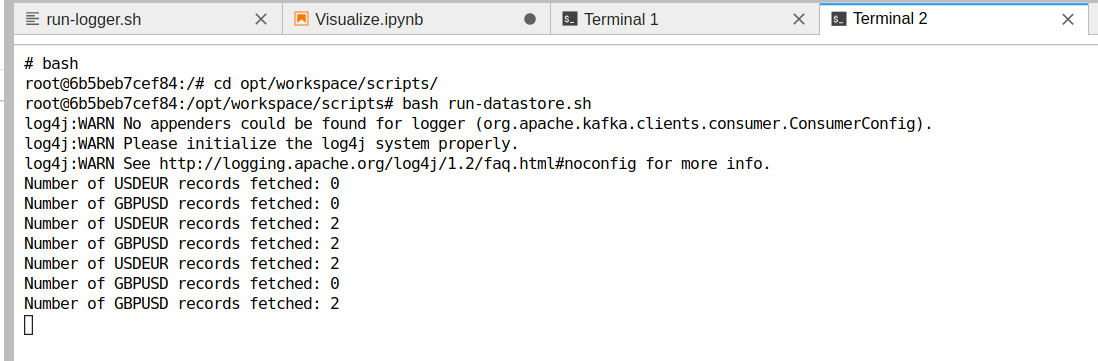 run-logger.sh
Visualize.ipynb
Terminal 1
Terminal 2
# bash
root@6b5beb7cef84:/# cd opt/workspace/scripts/
root@6b5beb7cef84:/opt/workspace/scripts# bash run-datastore.sh
log4j:WARN No appenders could be found for logger (org.apache.kafka.clients.consumer.ConsumerConfig).
log4j:WARN Please initialize the log4j system properly.
log4j:WARN See http://logging.apache.org/log4j/1.2/faq.html#noconfig for more info.
Number of USDEUR records fetched: 0
Number of GBPUSD records fetched: 0
Number of USDEUR records fetched: 2
Number of GBPUSD records fetched: 2
Number of USDEUR records fetched: 2
Number of GBPUSD records fetched: 0
Number of GBPUSD records fetched: 2